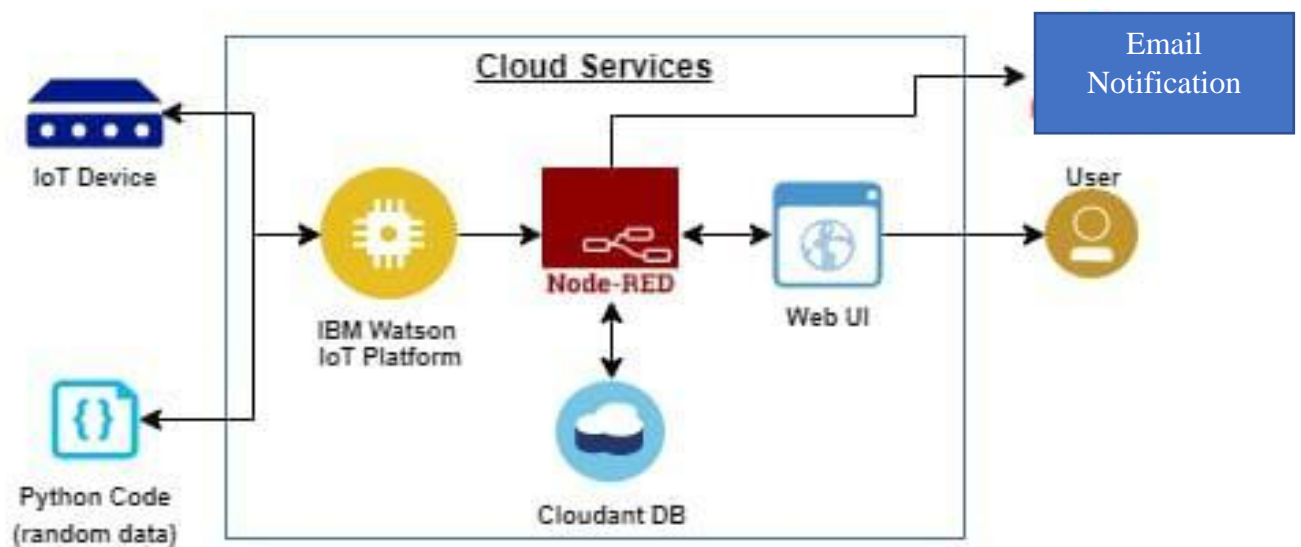 Email
Notification
Cloud Services
IoT Device
User
Node-RED
IBM Watson
IoT Platform
Web UI
{}
Python Code
(random data)
Cloudant DB